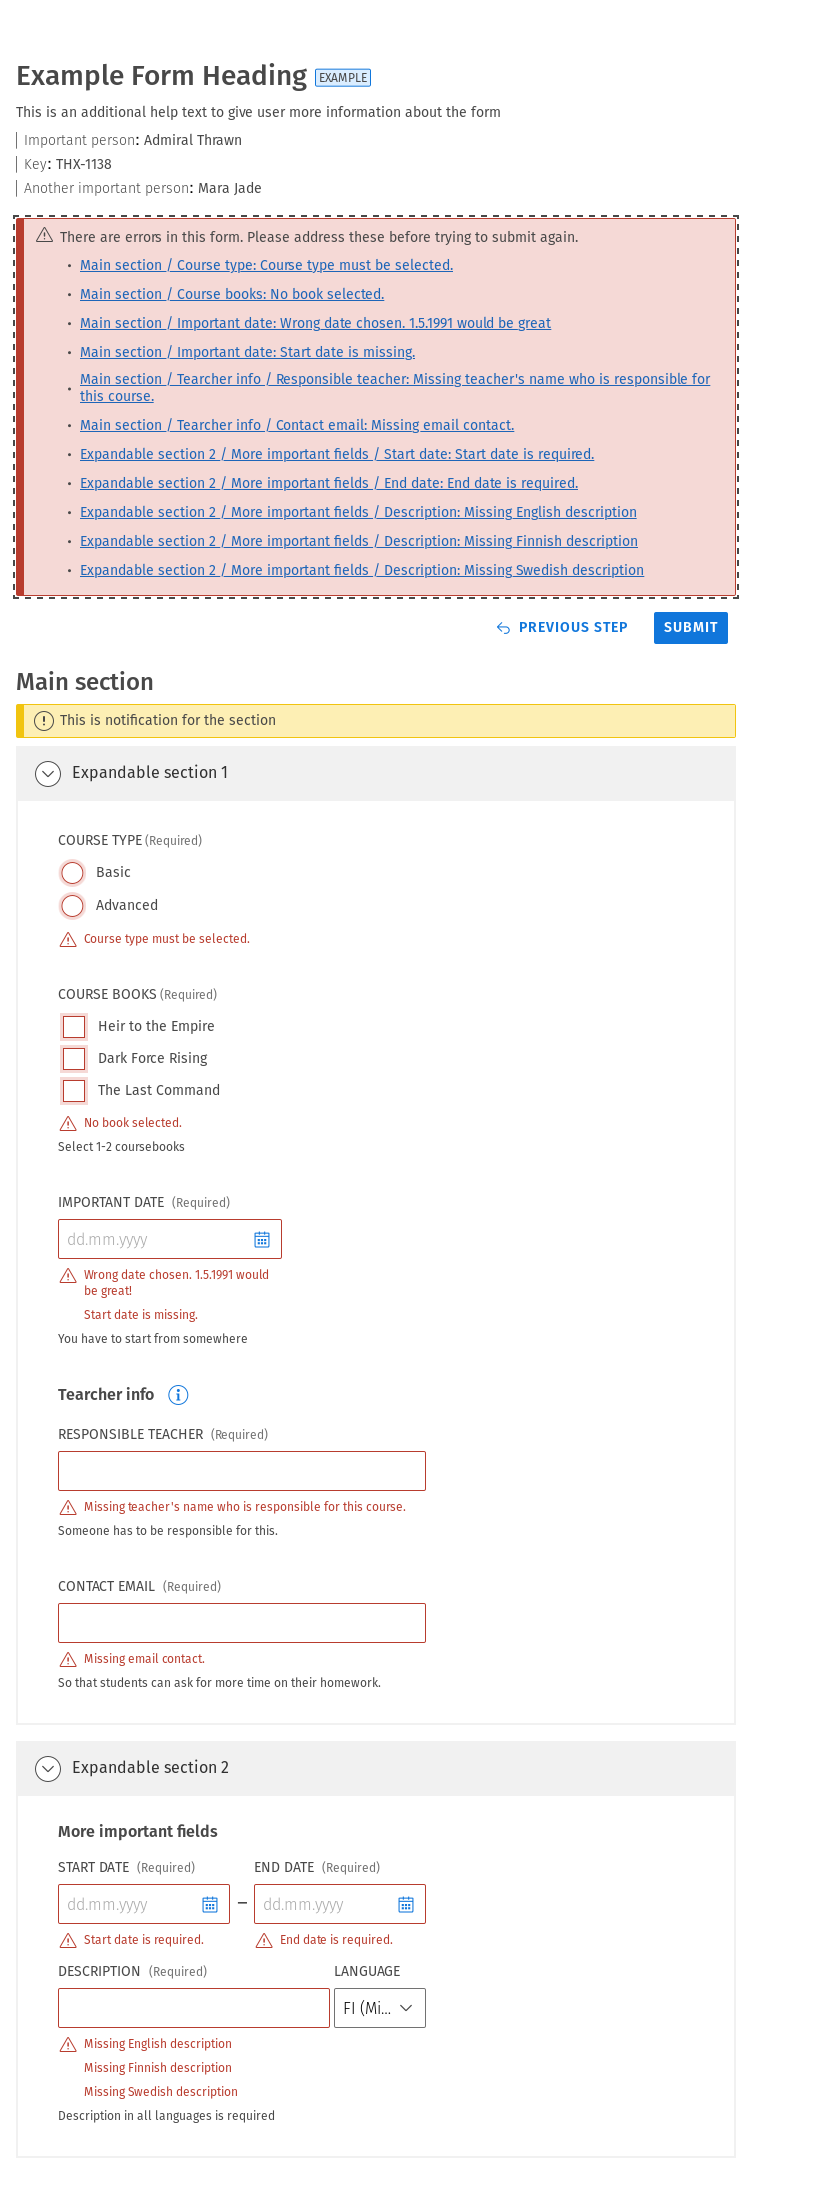 Example Form Heading EXAMPLE
This is an additional help text to give user more information about the form
Important person: Admiral Thrawn
Key: THX-1138
Another important person: Mara Jade
There are errors in this form. Please address these before trying to submit again.
• Main section / Course type: Course type must be selected.
• Main section / Course books: No book selected.
• Main section / Important date: Wrong date chosen. 1.5.1991 would be great
• Main section / Important date: Start date is missing.
• Main section / Tearcher info / Responsible teacher: Missing teacher's name who is responsible for
this course.
• Main section / Tearcher info / Contact email: Missing email contact.
• Expandable section 2 / More important fields / Start date: Start date is required.
• Expandable section 2 / More important fields / End date: End date is required.
• Expandable section 2 / More important fields / Description: Missing English description
• Expandable section 2 / More important fields / Description: Missing Finnish description
• Expandable section 2 / More important fields / Description: Missing Swedish description
PREVIOUS STEP SUBMIT
Main section
This is notification for the section
Expandable section 1
COURSE TYPE (Required)
Basic
Advanced
Course type must be selected.
COURSE BOOKS (Required)
Heir to the Empire
Dark Force Rising
The Last Command
No book selected.
Select 1-2 coursebooks
IMPORTANT DATE (Required)
dd.mm.yyyy
Wrong date chosen. 1.5.1991 would
be great!
Start date is missing.
You have to start from somewhere
Tearcher info
RESPONSIBLE TEACHER (Required)
Missing teacher's name who is responsible for this course.
Someone has to be responsible for this.
CONTACT EMAIL (Required)
Missing email contact.
So that students can ask for more time on their homework.
Expandable section 2
More important fields
START DATE (Required) END DATE (Required)
dd.mm.yyyy – dd.mm.yyyy
Start date is required. End date is required.
DESCRIPTION (Required) LANGUAGE
FI (Mi...
Missing English description
Missing Finnish description
Missing Swedish description
Description in all languages is required